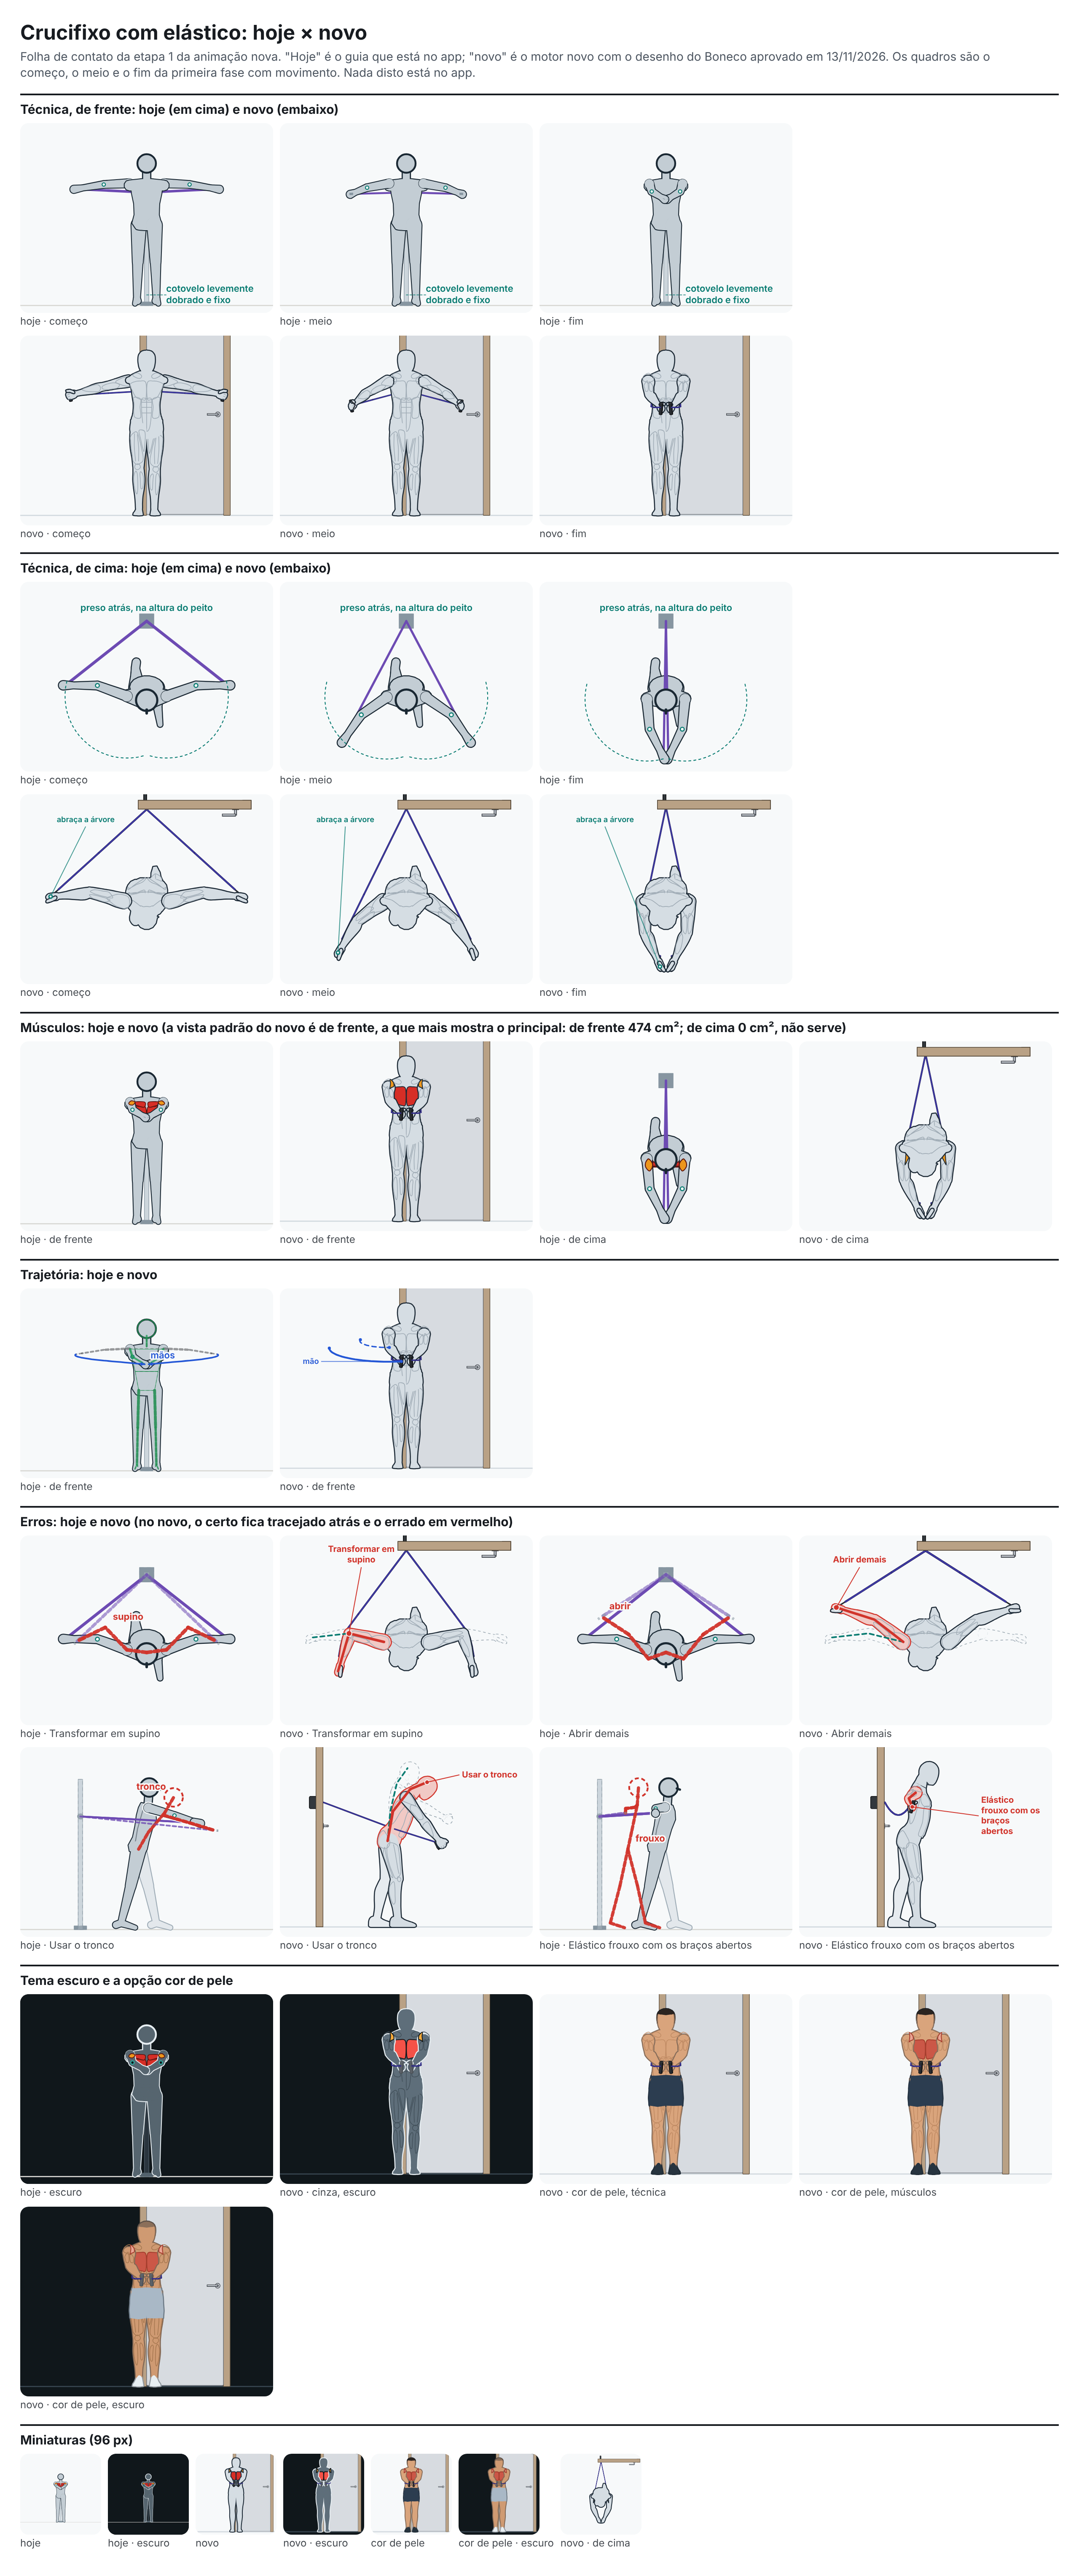 Crucifixo com elástico: hoje × novo
Folha de contato da etapa 1 da animação nova. "Hoje" é o guia que está no app; "novo" é o motor novo com o desenho do Boneco aprovado em 13/11/2026. Os quadros são o
começo, o meio e o fim da primeira fase com movimento. Nada disto está no app.
Técnica, de frente: hoje (em cima) e novo (embaixo)
cotovelo levemente
dobrado e fixo
cotovelo levemente
dobrado e fixo
cotovelo levemente
dobrado e fixo
hoje · começo
hoje · meio
hoje · fim
novo · começo
novo · meio
novo · fim
Técnica, de cima: hoje (em cima) e novo (embaixo)
preso atrás, na altura do peito
preso atrás, na altura do peito
preso atrás, na altura do peito
hoje · começo
hoje · meio
hoje · fim
abraça a árvore
abraça a árvore
abraça a árvore
novo · começo
novo · meio
novo · fim
Músculos: hoje e novo (a vista padrão do novo é de frente, a que mais mostra o principal: de frente 474 cm²; de cima 0 cm², não serve)
hoje · de frente
novo · de frente
hoje · de cima
novo · de cima
Trajetória: hoje e novo
mãos
mão
hoje · de frente
novo · de frente
Erros: hoje e novo (no novo, o certo fica tracejado atrás e o errado em vermelho)
supino
Transformar em
supino
abrir
Abrir demais
hoje · Transformar em supino
novo · Transformar em supino
hoje · Abrir demais
novo · Abrir demais
tronco
Usar o tronco
frouxo
Elástico
frouxo com os
braços
abertos
hoje · Usar o tronco
novo · Usar o tronco
hoje · Elástico frouxo com os braços abertos
novo · Elástico frouxo com os braços abertos
Tema escuro e a opção cor de pele
hoje · escuro
novo · cinza, escuro
novo · cor de pele, técnica
novo · cor de pele, músculos
novo · cor de pele, escuro
Miniaturas (96 px)
hoje
hoje · escuro
novo
novo · escuro
cor de pele
cor de pele · escuro
novo · de cima